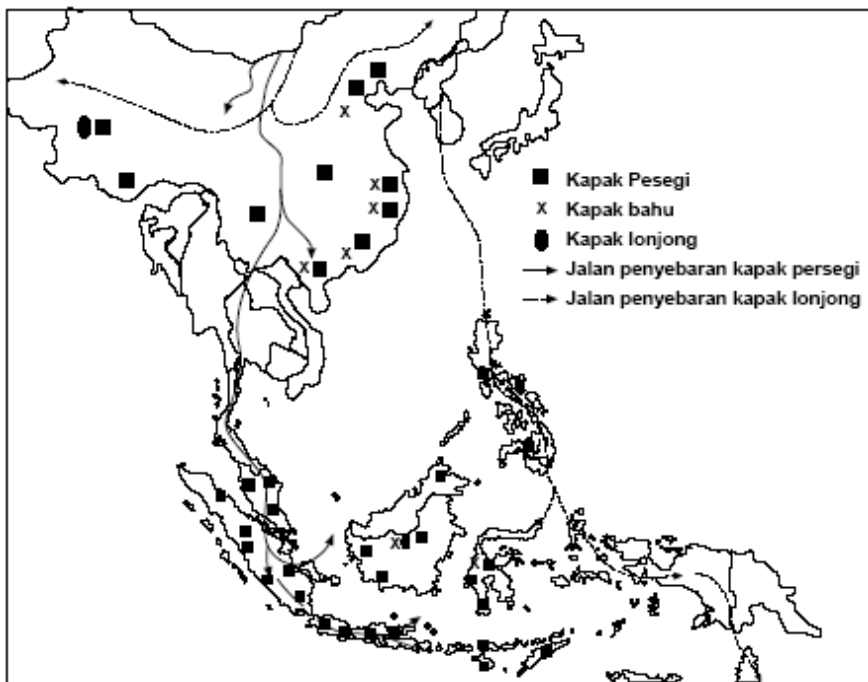 Kapak Pesegi
x Kapak bahu
Kapak lonjong
Jalan penyebaran kapak persegi
Jalan penyebaran kapak lonjong